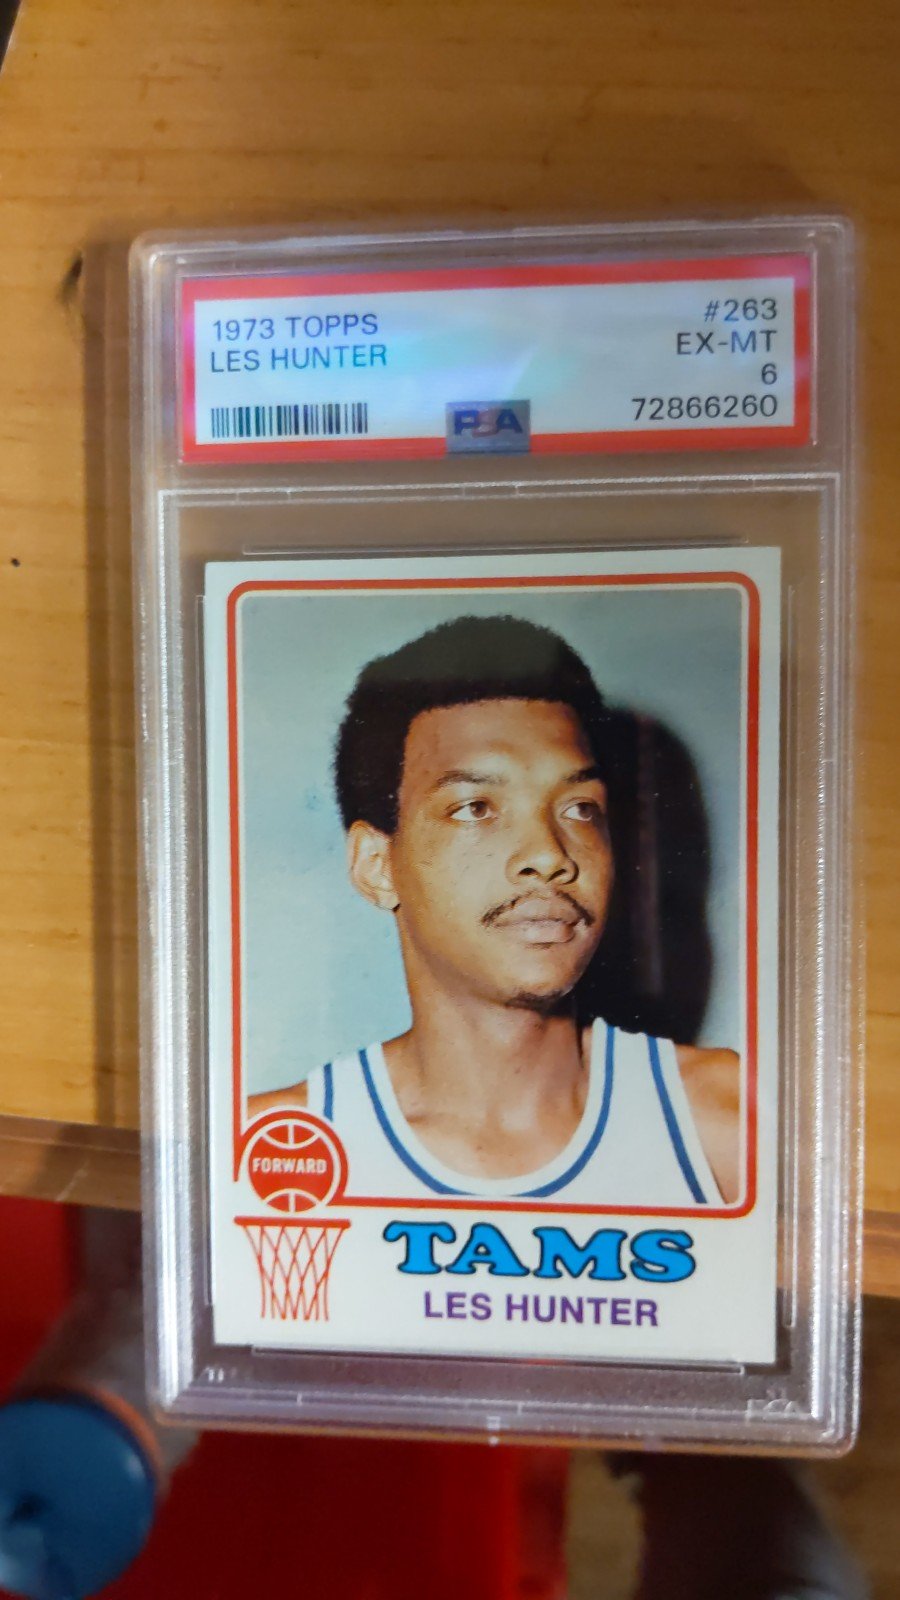 1973 TOPPS
LES HUNTER
#263
EX-MT
6
72866260
PSA
FORWARD
TAMS
LES HUNTER